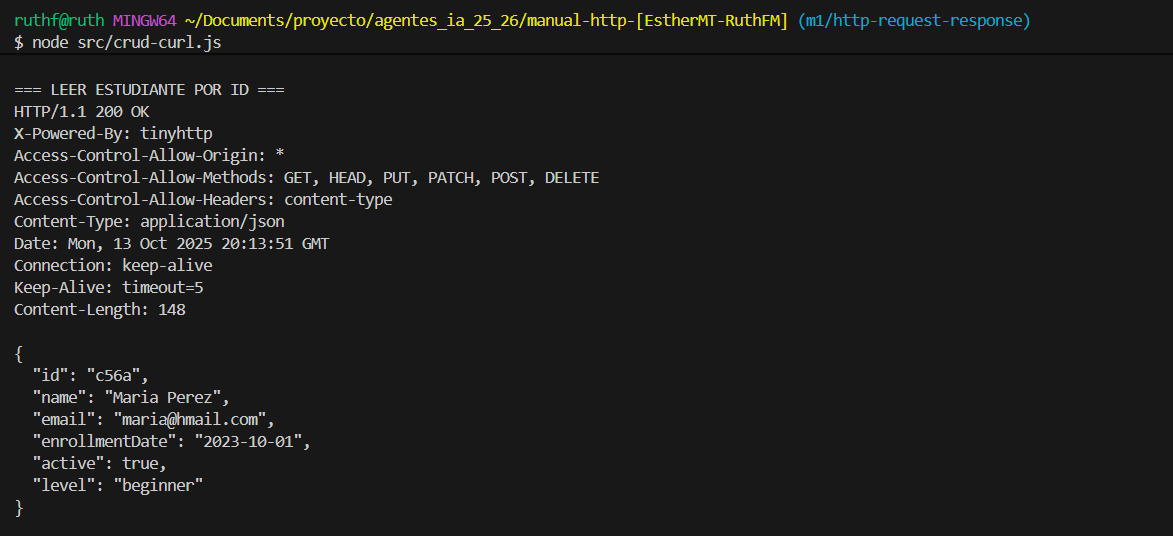 ruthf@ruth MINGW64 ~/Documents/proyecto/agentes_ia_25_26/manual-http-[EstherMT-RuthFM] (m1/http-request-response)
$ node src/crud-curl.js
=== LEER ESTUDIANTE POR ID ===
HTTP/1.1 200 OK
X-Powered-By: tinyhttp
Access-Control-Allow-Origin: *
Access-Control-Allow-Methods: GET, HEAD, PUT, PATCH, POST, DELETE
Access-Control-Allow-Headers: content-type
Content-Type: application/json
Date: Mon, 13 Oct 2025 20:13:51 GMT
Connection: keep-alive
Keep-Alive: timeout=5
Content-Length: 148
{
  "id": "c56a",
  "name": "Maria Perez",
  "email": "maria@hmail.com",
  "enrollmentDate": "2023-10-01",
  "active": true,
  "level": "beginner"
}